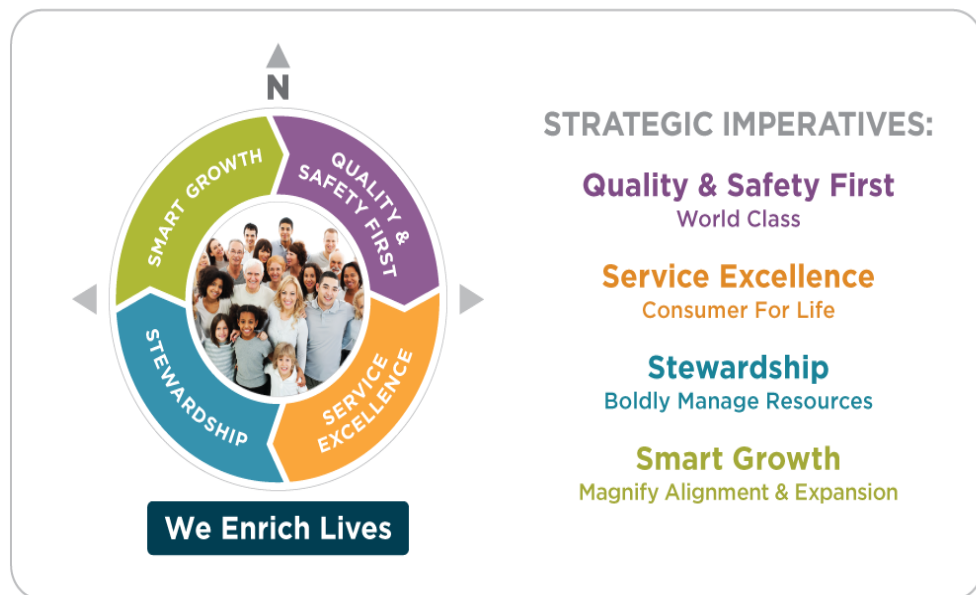 N
SMART GROWTH
QUALITY &
SAFETY FIRST
SERVICE
EXCELLENCE
STEWARDSHIP
We Enrich Lives
STRATEGIC IMPERATIVES:
Quality & Safety First
World Class
Service Excellence
Consumer For Life
Stewardship
Boldly Manage Resources
Smart Growth
Magnify Alignment & Expansion